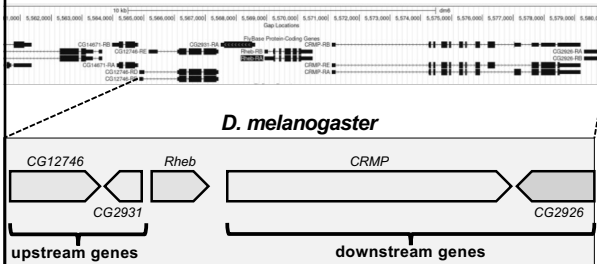 10 kb dm6
,000| 5,562,000| 5,563,000| 5,564,000| 5,565,000| 5,566,000| 5,567,000| 5,568,000| 5,569,000| 5,570,000| 5,571,000| 5,572,000| 5,573,000| 5,574,000| 5,575,000| 5,576,000| 5,577,000| 5,578,000| 5,579,000| 5,580,000|
Gap Locations
FlyBase Protein-Coding Genes
CG14671-RB CG2931-RA CRMP-RB CG2926-RB
CG12746-RE Rheb-RB CG2926-RA
Rheb-RA
CG14671-RA CRMP-RE
CG12746-RD CRMP-RA
D. melanogaster
CG12746 Rheb CRMP
CG2931 CG2926
upstream genes downstream genes